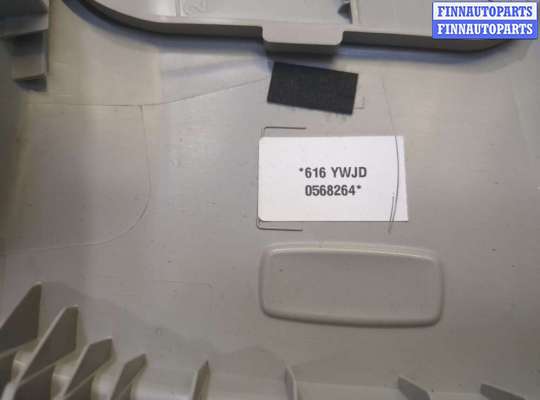 FINNAUTOPARTS
FINNAUTOPARTS
*616 YWJD
0568264*